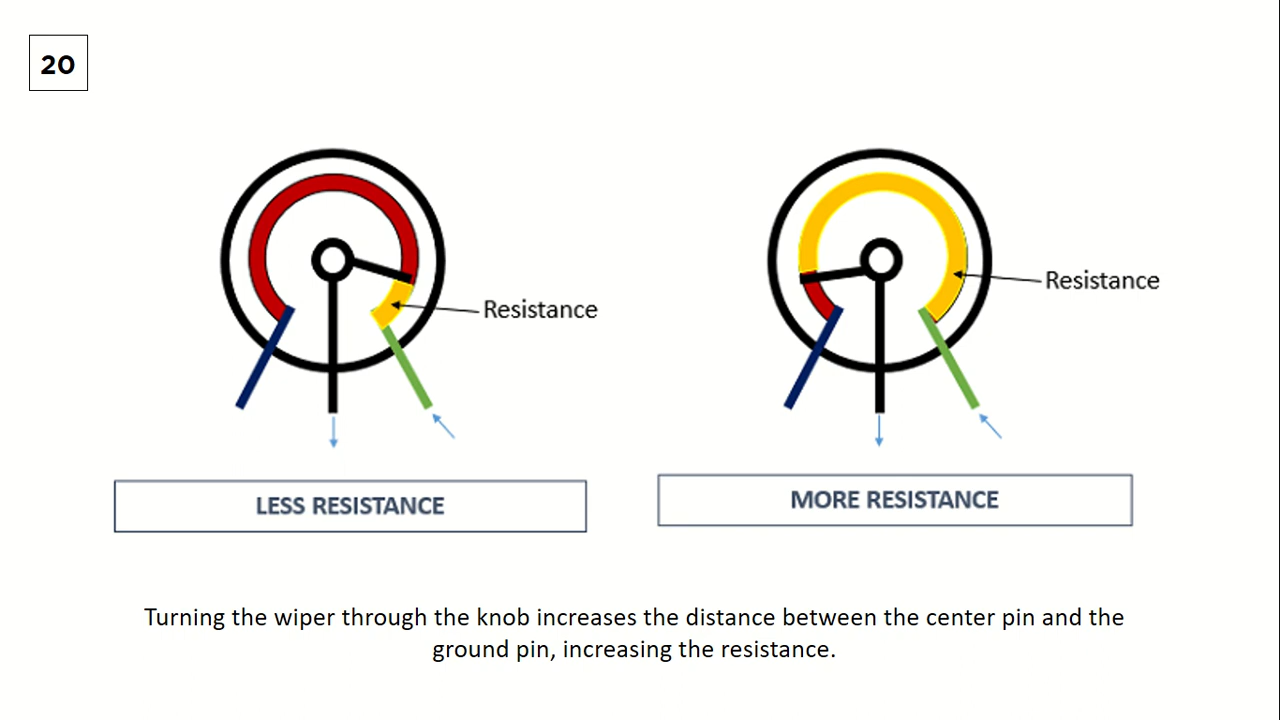 20
Resistance
Resistance
LESS RESISTANCE
MORE RESISTANCE
Turning the wiper through the knob increases the distance between the center pin and the
ground pin, increasing the resistance.